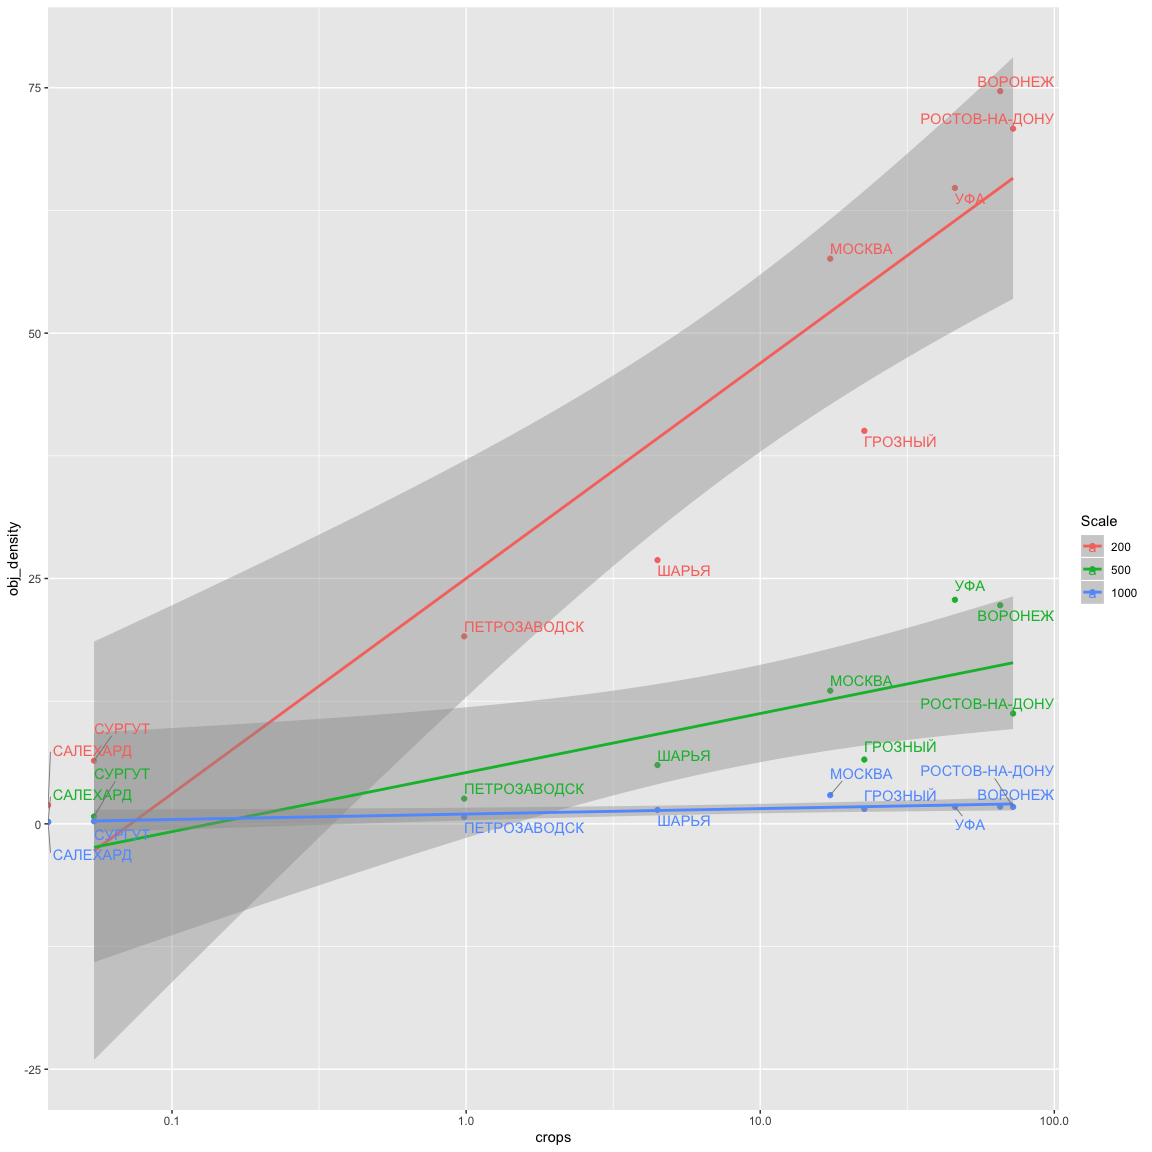 ВОРОНЕЖ
75
РОСТОВ-НА-ДОНУ
УФА
МОСКВА
50
ГРОЗНЫЙ
ШАРЬЯ
25
УФА
ВОРОНЕЖ
ПЕТРОЗАВОДСК
МОСКВА
РОСТОВ-НА-ДОНУ
СУРГУТ
САЛЕХАРД
ГРОЗНЫЙ
ШАРЬЯ
РОСТОВ-НА-ДОНУ
СУРГУТ
МОСКВА
ПЕТРОЗАВОДСК
САЛЕХАРД
ГРОЗНЫЙ
ВОРОНЕЖ
0
ШАРЬЯ
УФА
ПЕТРОЗАВОДСК
СУРГУТ
САЛЕХАРД
-25
0.1
1.0
10.0
100.0
crops
obj_density
Scale
200
500
1000